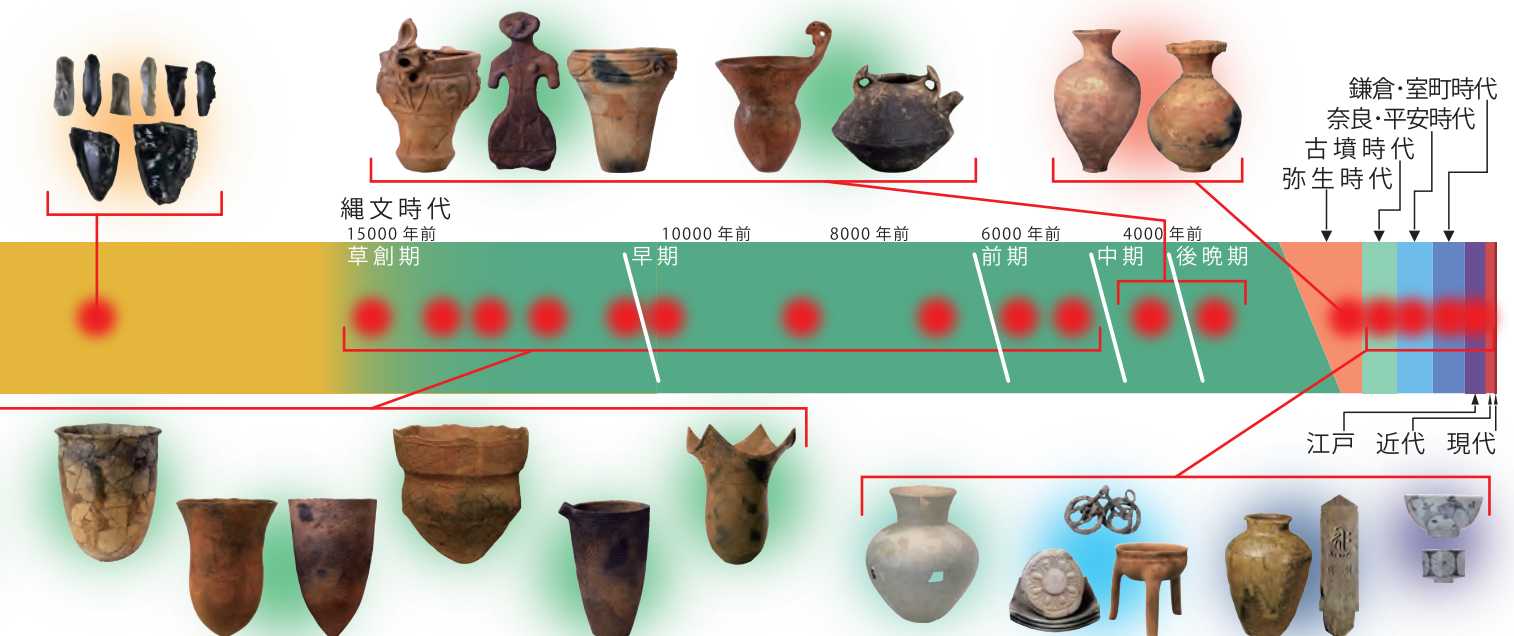 鎌倉・室町時代
奈良・平安時代
古墳時代
弥生時代
縄文時代
15000 年前
10000 年前
8000 年前
6000 年前
4000 年前
草創期
早期
前期
中期
後晩期
江戸
近代
現代